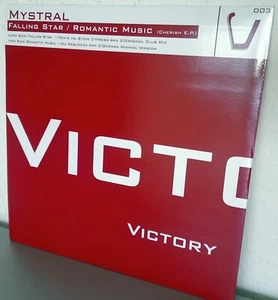 Mystral
003
Falling Star / Romantic Music (Cherish E.P.)
Victo
Victory